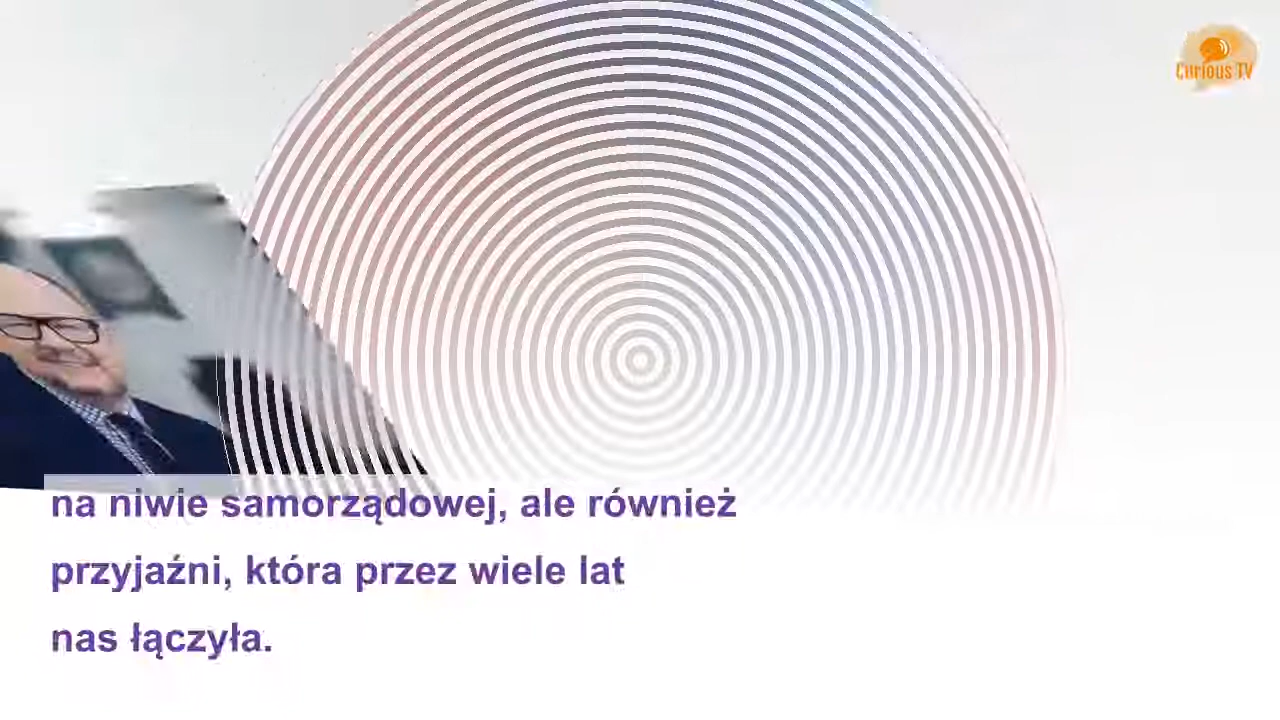 Curious TV
na niwie samorządowej, ale również
przyjaźni, która przez wiele lat
nas łączyła.